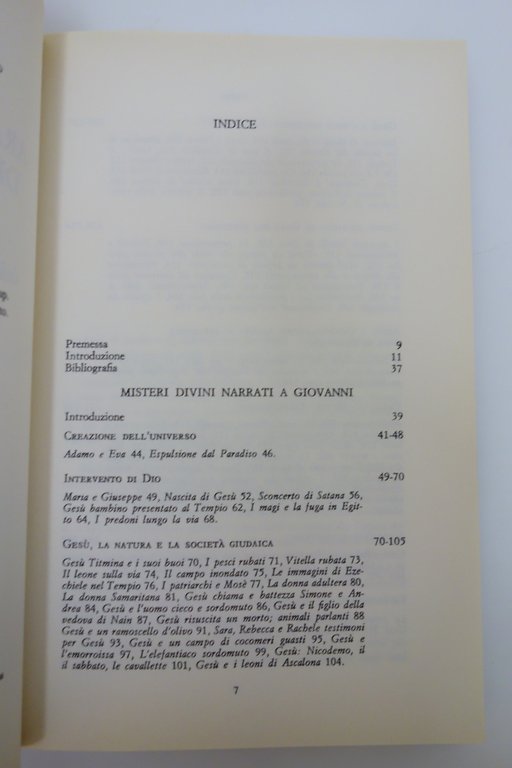 INDICE
Premessa 9
Introduzione 11
Bibliografia 37
MISTERI DIVINI NARRATI A GIOVANNI
Introduzione 39
CREAZIONE DELL'UNIVERSO 41-48
Adamo e Eva 44, Espulsione dal Paradiso 46.
INTERVENTO DI DIO 49-70
Maria e Giuseppe 49, Nascita di Gesù 52, Sconcerto di Satana 56,
Gesù bambino presentato al Tempio 62, I magi e la fuga in Egit-
to 64, I predoni lungo la via 68.
GESÙ, LA NATURA E LA SOCIETÀ GIUDAICA 70-105
Gesù Titmina e i suoi buoi 70, I pesci rubati 71, Vitella rubata 73,
Il leone sulla via 74, Il campo inondato 75, Le immagini di Eze-
chiele nel Tempio 76, I patriarchi e Mosè 77, La donna adultera 80,
La donna Samaritana 81, Gesù chiama e battezza Simone e An-
drea 84, Gesù e l'uomo cieco e sordomuto 86, Gesù e il figlio della
vedova di Nain 87, Gesù risuscita un morto; animali parlanti 88
Gesù e un ramoscello d'olivo 91, Sara, Rebecca e Rachele testimoni
per Gesù 93, Gesù e un campo di cocomeri guasti 95, Gesù e
l'emorroissa 97, L'elefantiaco sordomuto 99, Gesù: Nicodemo, il
il sabbato, le cavallette 101, Gesù e i leoni di Ascalona 104.
7